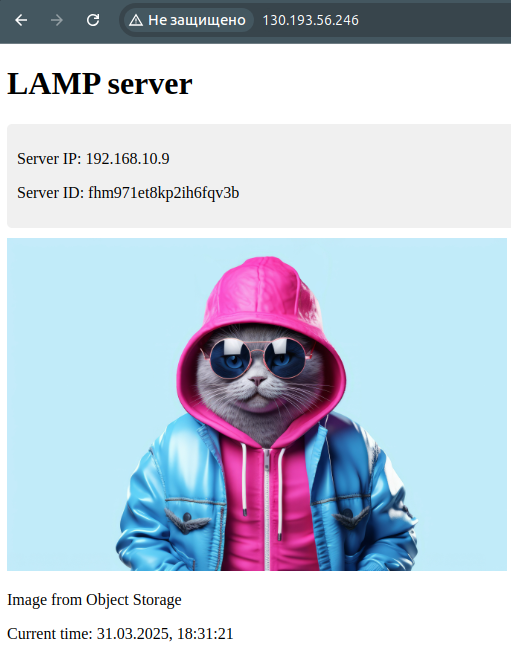 Не защищено 130.193.56.246
LAMP server
Server IP: 192.168.10.9
Server ID: fhm971et8kp2ih6fqv3b
Image from Object Storage
Current time: 31.03.2025, 18:31:21